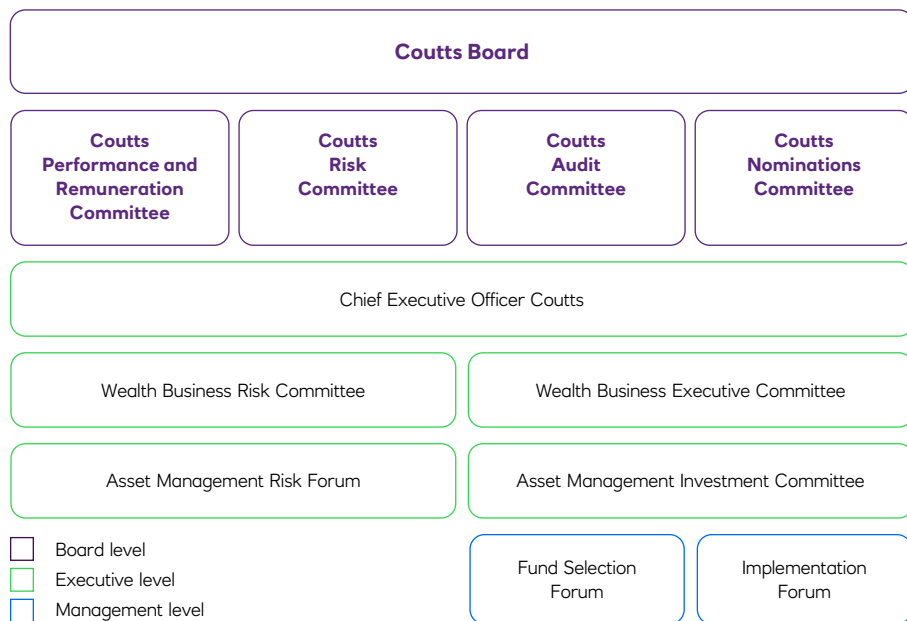 Coutts Board
Coutts
Performance and
Remuneration
Committee
Coutts
Risk
Committee
Coutts
Audit
Committee
Coutts
Nominations
Committee
Chief Executive Officer Coutts
Wealth Business Risk Committee
Wealth Business Executive Committee
Asset Management Risk Forum
Asset Management Investment Committee
Board level
Executive level
Management level
Fund Selection
Forum
Implementation
Forum